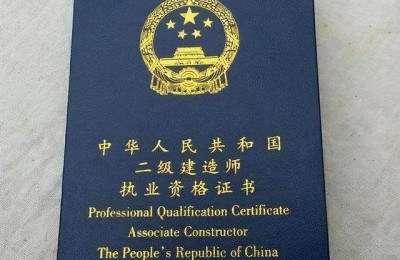 中华人民共和国
二级建造师
执业资格证书
Professional Qualification Certificate
Associate Constructor
The People's Republic of China